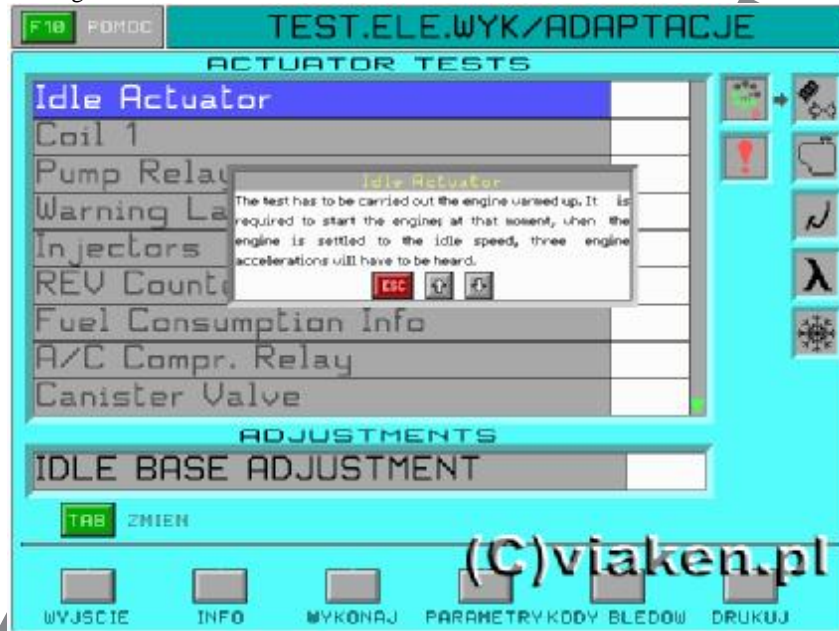 F10 POMOC TEST.ELE.WYK/ADAPTACJE
ACTUATOR TESTS
Idle Actuator
Coil 1
Pump Relay
Warning La
Injectors
REV Count
Fuel Consumption Info
A/C Compr. Relay
Canister Valve
Idle Actuator
The test has to be carried out the engine varmed up. It is
required to start the engine; at that moment, vhen the
engine is settled to the idle speed, three engine
accellerations vill have to be heard.
ESC
λ
ADJUSTMENTS
IDLE BASE ADJUSTMENT
TAB ZMIEN
(C)viaken.pl
WYJSCIE INFO WYKONAJ PARAMETRY KODY BLEDOW DRUKUJ